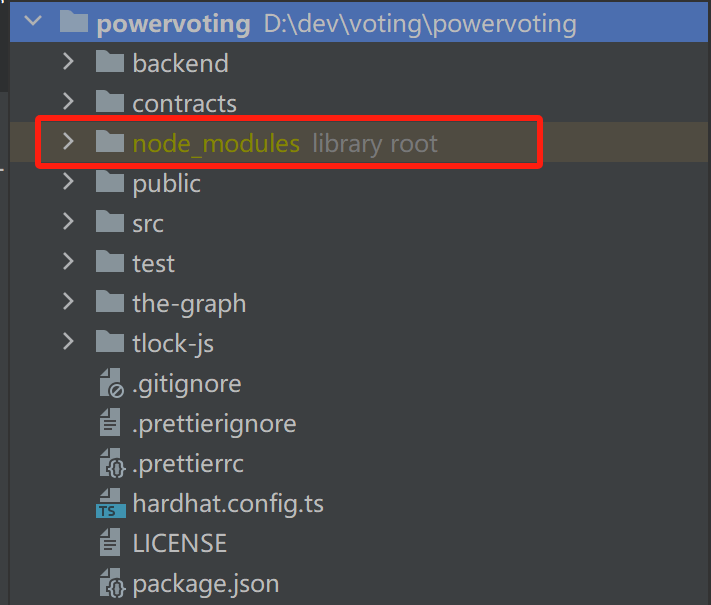 powervoting D:\dev\voting\powervoting
backend
contracts
node_modules library root
public
src
test
the-graph
tlock-js
.gitignore
.prettierignore
.prettierrc
TS hardhat.config.ts
LICENSE
package.json